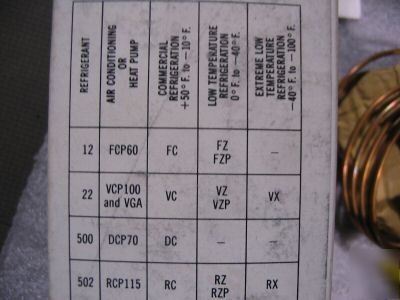 REFRIGERANT
AIR CONDITIONING
OR
HEAT PUMP
COMMERCIAL
REFRIGERATION
+50° F. to −10° F.
LOW TEMPERATURE
REFRIGERATION
0° F. to −40° F.
EXTREME LOW
TEMPERATURE
REFRIGERATION
−40° F. to −100° F.
12 FCP60 FC FZ FZP —
22 VCP100 and VGA VC VZ VZP VX
500 DCP70 DC — —
502 RCP115 RC RZ RZP RX